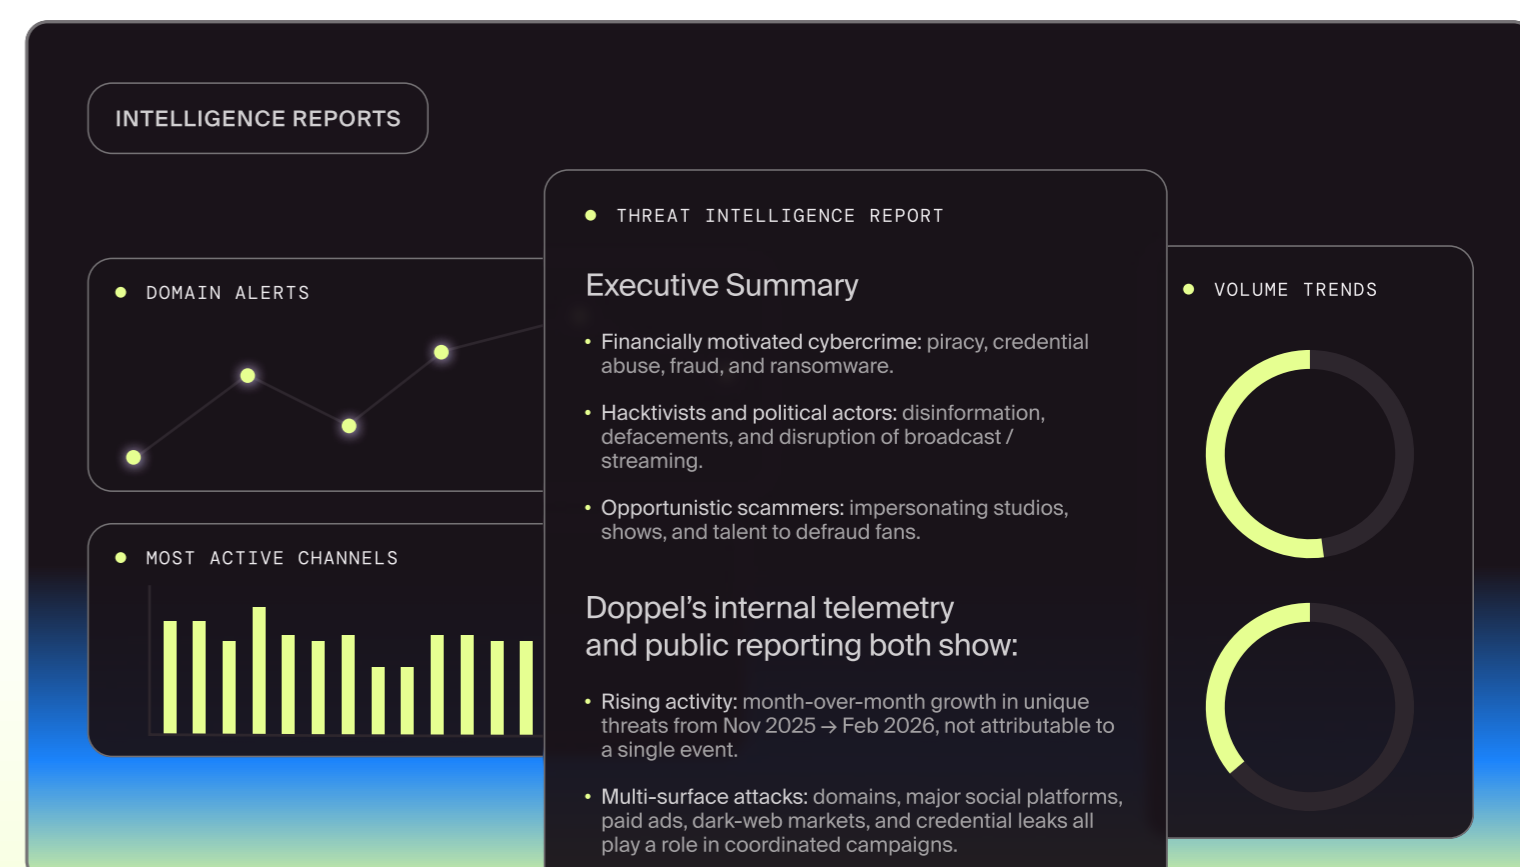 INTELLIGENCE REPORTS
DOMAIN ALERTS
MOST ACTIVE CHANNELS
THREAT INTELLIGENCE REPORT
Executive Summary
• Financially motivated cybercrime: piracy, credential
abuse, fraud, and ransomware.
• Hacktivists and political actors: disinformation,
defacements, and disruption of broadcast /
streaming.
• Opportunistic scammers: impersonating studios,
shows, and talent to defraud fans.
Doppel’s internal telemetry
and public reporting both show:
• Rising activity: month-over-month growth in unique
threats from Nov 2025 → Feb 2026, not attributable to
a single event.
• Multi-surface attacks: domains, major social platforms,
paid ads, dark-web markets, and credential leaks all
play a role in coordinated campaigns.
VOLUME TRENDS